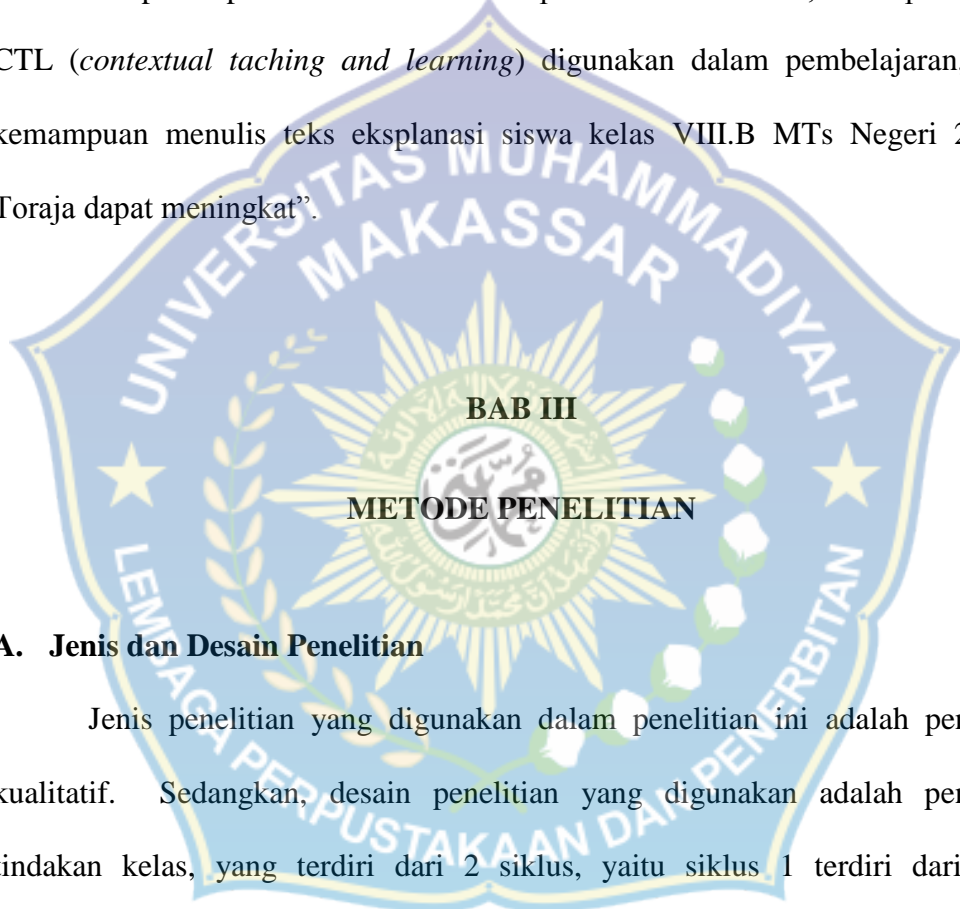 CTL (contextual taching and learning) digunakan dalam pembelajaran,
kemampuan menulis teks eksplanasi siswa kelas VIII.B MTs Negeri 2
Toraja dapat meningkat”.
UNIVERSITAS MUHAMMADIYAH
MAKASSAR
BAB III
METODE PENELITIAN
A. Jenis dan Desain Penelitian
Jenis penelitian yang digunakan dalam penelitian ini adalah pen
kualitatif. Sedangkan, desain penelitian yang digunakan adalah pen
tindakan kelas, yang terdiri dari 2 siklus, yaitu siklus 1 terdiri dari
LEMBAGA PERPUSTAKAAN DAN PENERBITAN